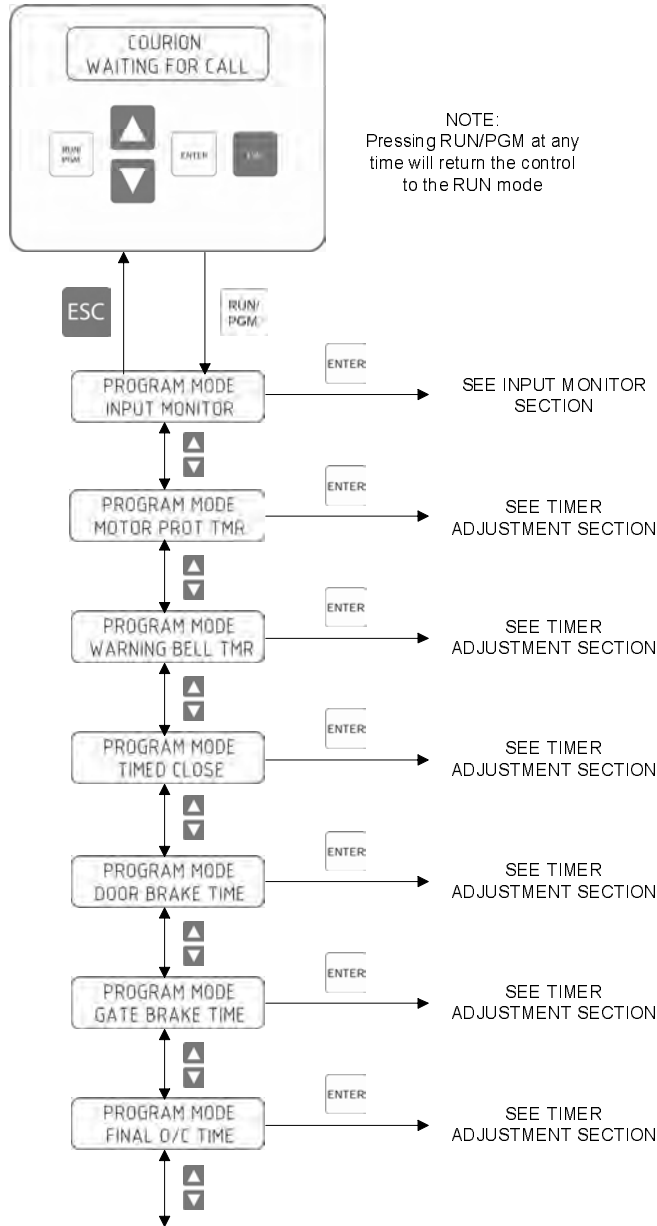 COURION
WAITING FOR CALL
RUN/
PGM
ENTER
ESC
NOTE:
Pressing RUN/PGM at any
time will return the control
to the RUN mode
ESC
RUN/
PGM
ENTER
PROGRAM MODE
INPUT MONITOR
SEE INPUT MONITOR
SECTION
ENTER
PROGRAM MODE
MOTOR PROT TMR
SEE TIMER
ADJUSTMENT SECTION
ENTER
PROGRAM MODE
WARNING BELL TMR
SEE TIMER
ADJUSTMENT SECTION
ENTER
PROGRAM MODE
TIMED CLOSE
SEE TIMER
ADJUSTMENT SECTION
ENTER
PROGRAM MODE
DOOR BRAKE TIME
SEE TIMER
ADJUSTMENT SECTION
ENTER
PROGRAM MODE
GATE BRAKE TIME
SEE TIMER
ADJUSTMENT SECTION
ENTER
PROGRAM MODE
FINAL O/C TIME
SEE TIMER
ADJUSTMENT SECTION